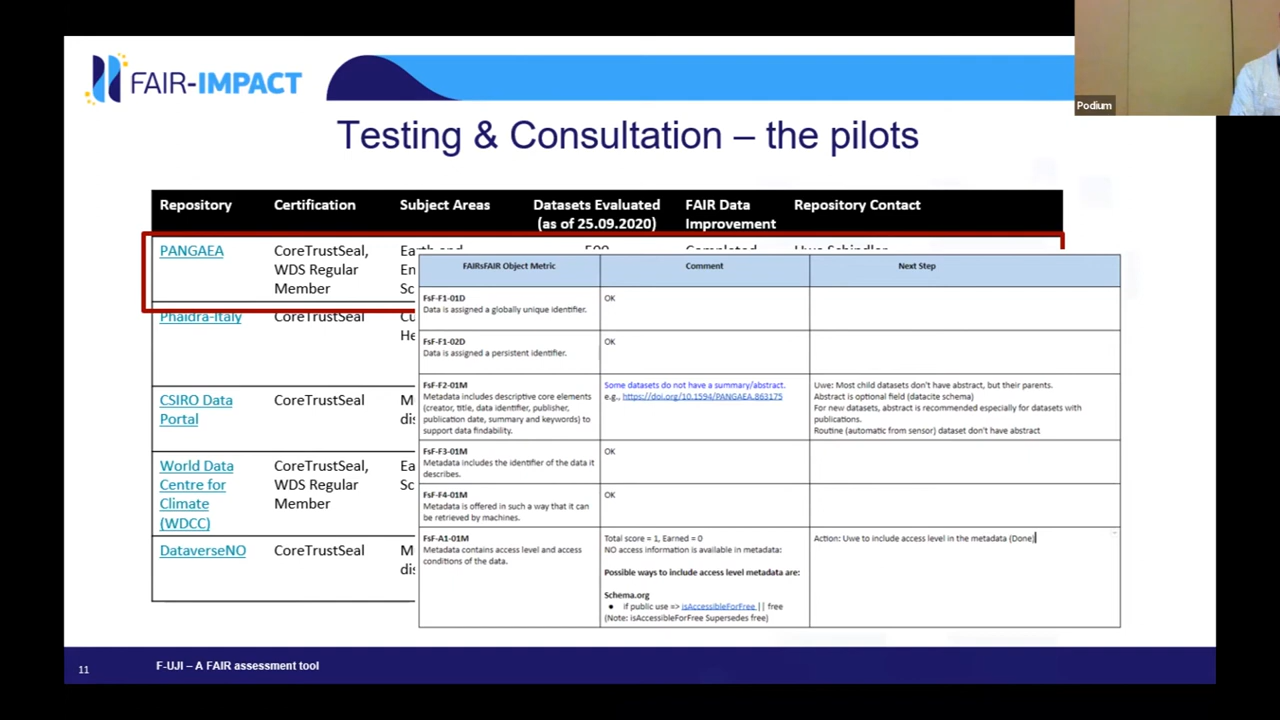 FAIR-IMPACT
Podium
Testing & Consultation – the pilots
Repository Certification Subject Areas Datasets Evaluated FAIR Data Repository Contact
(as of 25.09.2020) Improvement
PANGAEA CoreTrustSeal,
WDS Regular
Member
Phaidra-Italy CoreTrustSeal
CSIRO Data CoreTrustSeal
Portal
World Data CoreTrustSeal,
Centre for WDS Regular
Climate Member
(WDCC)
DataverseNO CoreTrustSeal
FAIRsFAIR Object Metric Comment Next Step
FsF-F1-01D OK
Data is assigned a globally unique identifier.
FsF-F1-02D OK
Data is assigned a persistent identifier.
FsF-F2-01M
Metadata includes descriptive core elements
(creator, title, data identifier, publisher,
publication date, summary and keywords) to
support data findability.
Some datasets do not have a summary/abstract.
e.g., https://doi.org/10.1594/PANGAEA.863175
Uwe: Most child datasets don't have abstract, but their parents.
Abstract is optional field (datacite schema)
For new datasets, abstract is recommended especially for datasets with
publications.
Routine (automatic from sensor) dataset don't have abstract
FsF-F3-01M OK
Metadata includes the identifier of the data it
describes.
FsF-F4-01M OK
Metadata is offered in such a way that it can
be retrieved by machines.
FsF-A1-01M
Metadata contains access level and access
conditions of the data.
Total score = 1, Earned = 0
NO access information is available in metadata:
Possible ways to include access level metadata are:
Schema.org
● if public use => isAccessibleForFree || free
(Note: isAccessibleForFree Supersedes free)
Action: Uwe to include access level in the metadata (Done)
11
F-UJI – A FAIR assessment tool